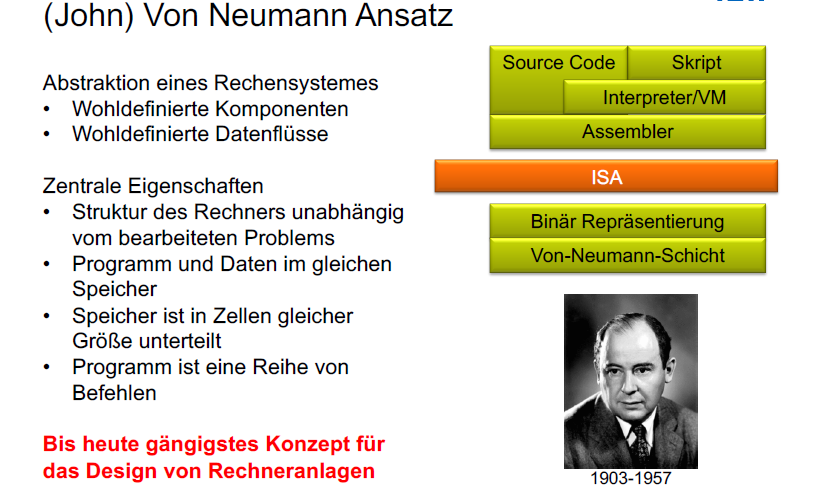 (John) Von Neumann Ansatz
Abstraktion eines Rechensystemes
• Wohldefinierte Komponenten
• Wohldefinierte Datenflüsse
Zentrale Eigenschaften
• Struktur des Rechners unabhängig
vom bearbeiteten Problems
• Programm und Daten im gleichen
Speicher
• Speicher ist in Zellen gleicher
Größe unterteilt
• Programm ist eine Reihe von
Befehlen
Bis heute gängigstes Konzept für
das Design von Rechneranlagen
Source Code
Skript
Interpreter/VM
Assembler
ISA
Binär Repräsentierung
Von-Neumann-Schicht
1903-1957